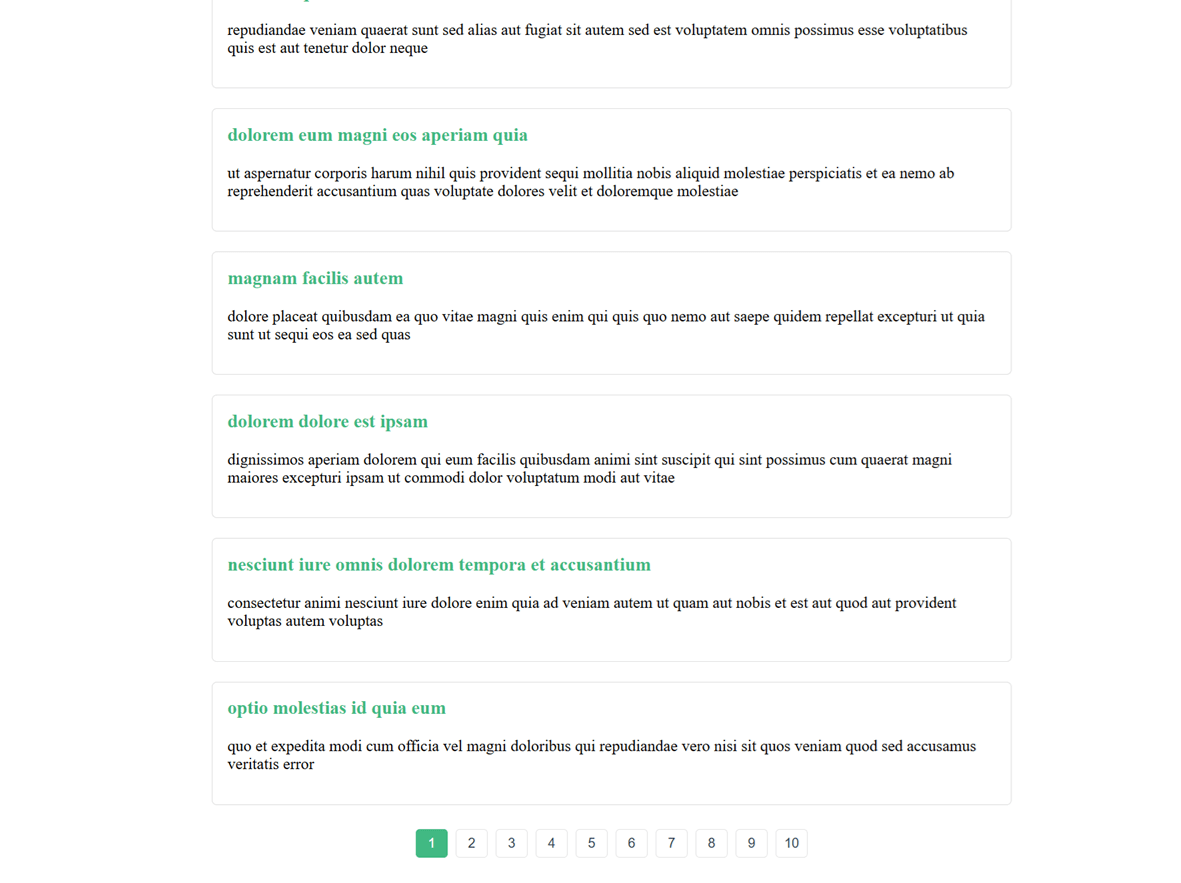 repudiandae veniam quaerat sunt sed alias aut fugiat sit autem sed est voluptatem omnis possimus esse voluptatibus
quis est aut tenetur dolor neque
dolorem eum magni eos aperiam quia
ut aspernatur corporis harum nihil quis provident sequi mollitia nobis aliquid molestiae perspiciatis et ea nemo ab
reprehenderit accusantium quas voluptate dolores velit et doloremque molestiae
magnam facilis autem
dolore placeat quibusdam ea quo vitae magni quis enim qui quis quo nemo aut saepe quidem repellat excepturi ut quia
sunt ut sequi eos ea sed quas
dolorem dolore est ipsam
dignissimos aperiam dolorem qui eum facilis quibusdam animi sint suscipit qui sint possimus cum quaerat magni
maiores excepturi ipsam ut commodi dolor voluptatum modi aut vitae
nesciunt iure omnis dolorem tempora et accusantium
consectetur animi nesciunt iure dolore enim quia ad veniam autem ut quam aut nobis et est aut quod aut provident
voluptas autem voluptas
optio molestias id quia eum
quo et expedita modi cum officia vel magni doloribus qui repudiandae vero nisi sit quos veniam quod sed accusamus
veritatis error
1 2 3 4 5 6 7 8 9 10